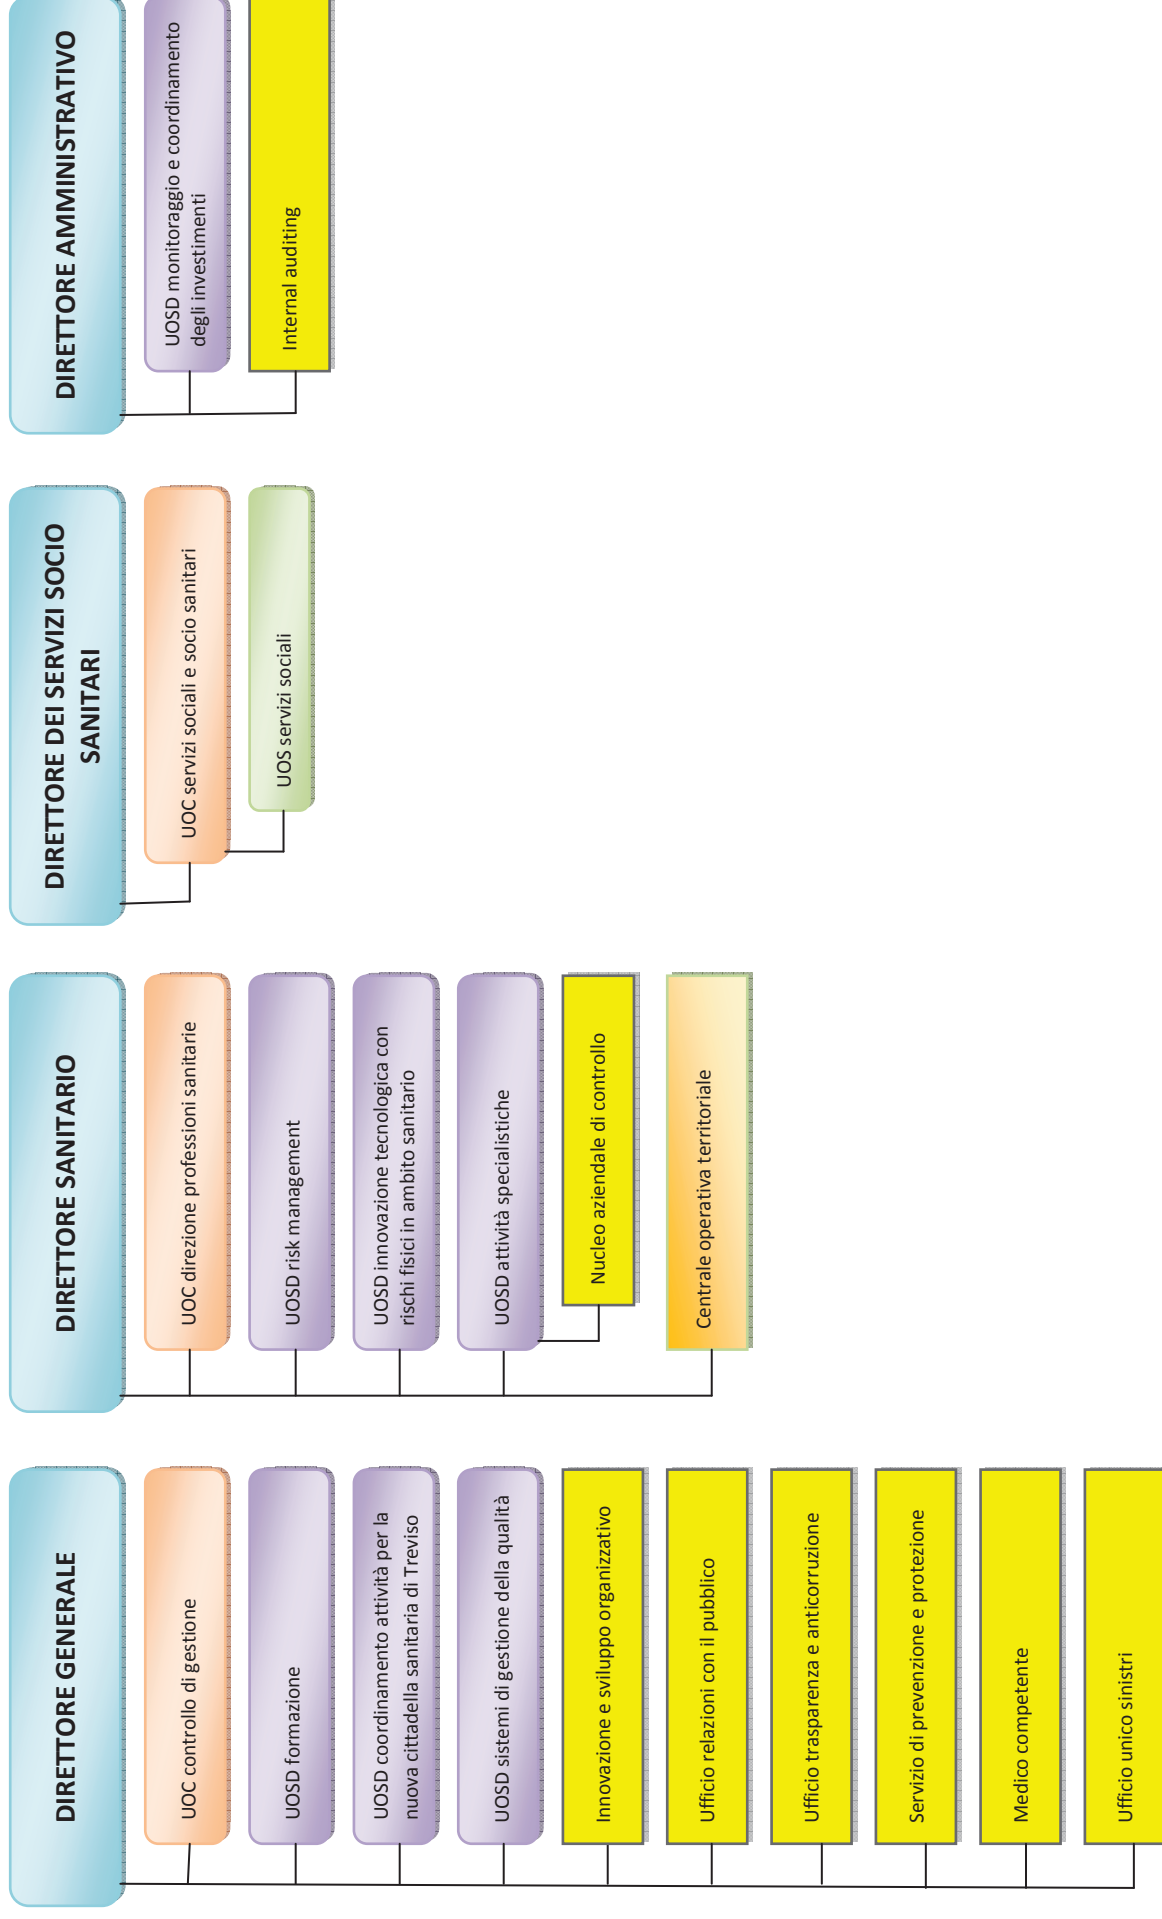 DIRETTORE GENERALE
UOC controllo di gestione
UOSD formazione
UOSD coordinamento attività per la
nuova cittadella sanitaria di Treviso
UOSD sistemi di gestione della qualità
Innovazione e sviluppo organizzativo
Ufficio relazioni con il pubblico
Ufficio trasparenza e anticorruzione
Servizio di prevenzione e protezione
Medico competente
Ufficio unico sinistri
DIRETTORE SANITARIO
UOC direzione professioni sanitarie
UOSD risk management
UOSD innovazione tecnologica con
rischi fisici in ambito sanitario
UOSD attività specialistiche
Nucleo aziendale di controllo
Centrale operativa territoriale
DIRETTORE DEI SERVIZI SOCIO
SANITARI
UOC servizi sociali e socio sanitari
UOS servizi sociali
DIRETTORE AMMINISTRATIVO
UOSD monitoraggio e coordinamento
degli investimenti
Internal auditing